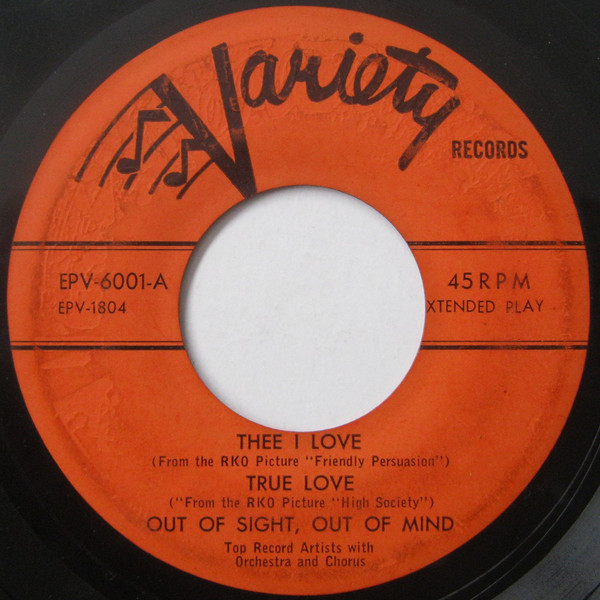 Variety
RECORDS
EPV-6001-A
45 RPM
EPV-1804
XTENDED PLAY
THEE I LOVE
(From the RKO Picture "Friendly Persuasion")
TRUE LOVE
("From the RKO Picture "High Society")
OUT OF SIGHT, OUT OF MIND
Top Record Artists with
Orchestra and Chorus